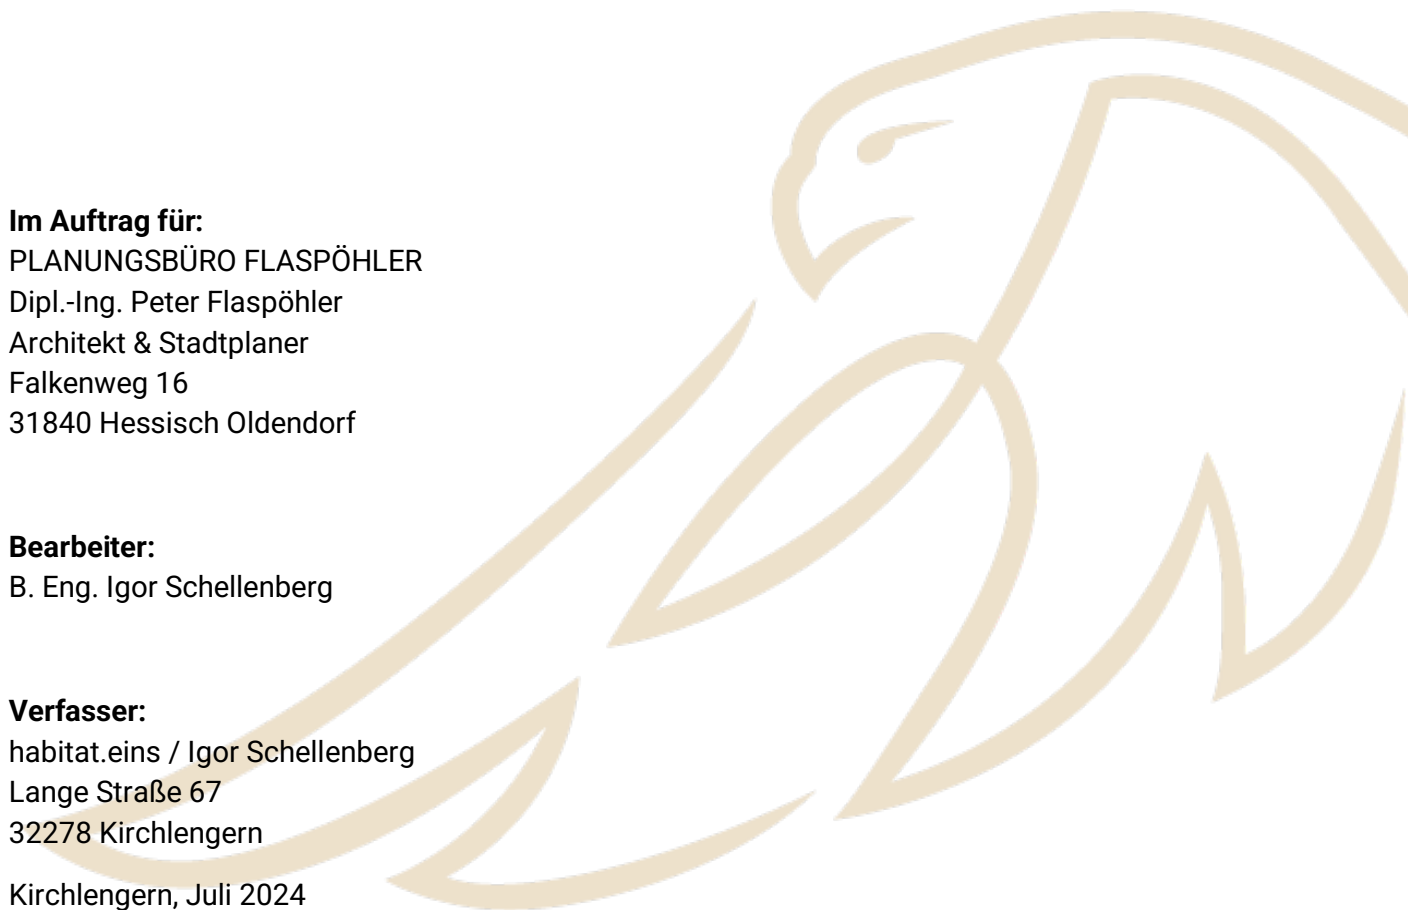 Im Auftrag für:
PLANUNGSBÜRO FLASPÖHLER
Dipl.-Ing. Peter Flaspöhler
Architekt & Stadtplaner
Falkenweg 16
31840 Hessisch Oldendorf
Bearbeiter:
B. Eng. Igor Schellenberg
Verfasser:
habitat.eins / Igor Schellenberg
Lange Straße 67
32278 Kirchlengern
Kirchlengern, Juli 2024